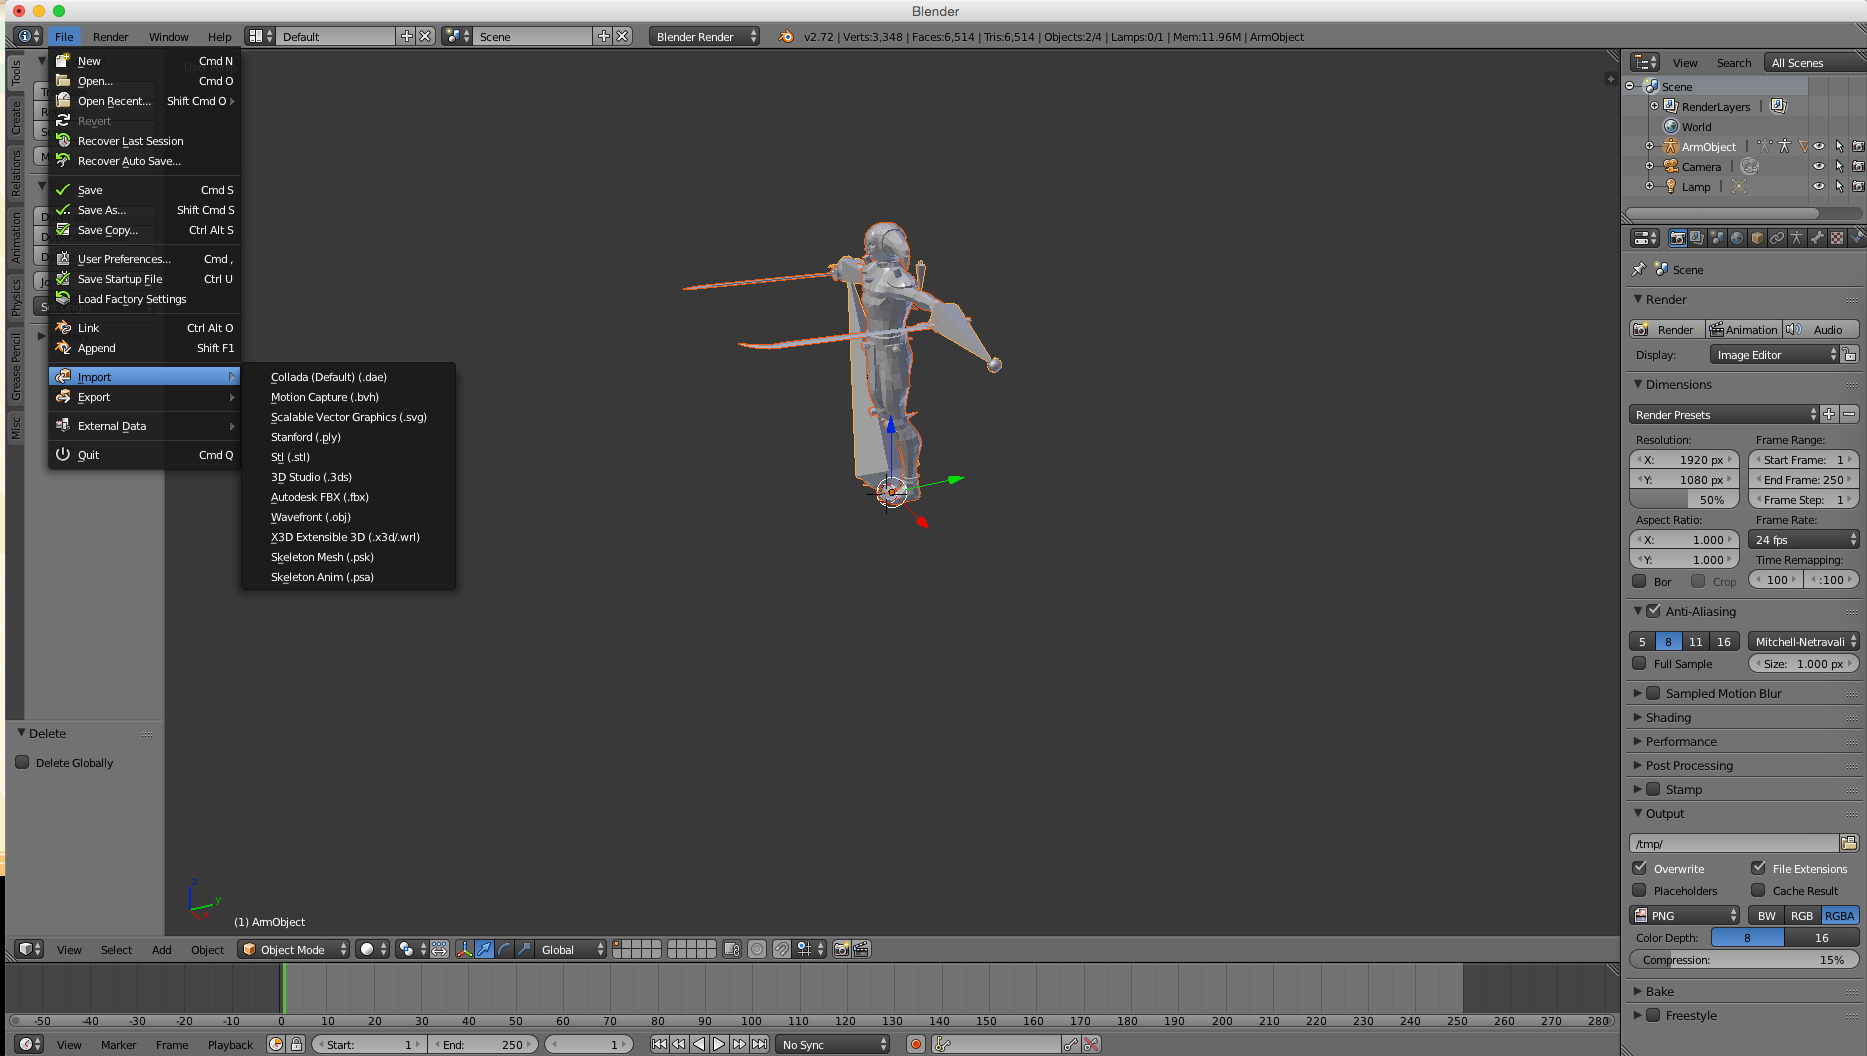 Blender
File Render Window Help Default Scene Blender Render v2.72 | Verts:3,348 | Faces:6,514 | Tris:6,514 | Objects:2/4 | Lamps:0/1 | Mem:11.96M | ArmObject
New Cmd N
Open... Cmd O
Open Recent... Shift Cmd O
Revert
Recover Last Session
Recover Auto Save...
Save Cmd S
Save As... Shift Cmd S
Save Copy... Ctrl Alt S
User Preferences... Cmd ,
Save Startup File Ctrl U
Load Factory Settings
Link Ctrl Alt O
Append Shift F1
Import
Export
External Data
Quit Cmd Q
Collada (Default) (.dae)
Motion Capture (.bvh)
Scalable Vector Graphics (.svg)
Stanford (.ply)
Stl (.stl)
3D Studio (.3ds)
Autodesk FBX (.fbx)
Wavefront (.obj)
X3D Extensible 3D (.x3d/.wrl)
Skeleton Mesh (.psk)
Skeleton Anim (.psa)
Tools
Create
Relations
Animation
Physics
Grease Pencil
Misc
Delete
Delete Globally
z
y
(1) ArmObject
View Select Add Object Object Mode Global
-50 -40 -30 -20 -10 0 10 20 30 40 50 60 70 80 90 100 110 120 130 140 150 160 170 180 190 200 210 220 230 240 250 260 270 280
View Marker Frame Playback Start: 1 End: 250 1 No Sync
View Search All Scenes
Scene
RenderLayers |
World
ArmObject |
Camera |
Lamp |
Scene
Render
Render Animation Audio
Display: Image Editor
Dimensions
Render Presets
Resolution: Frame Range:
X: 1920 px Start Frame: 1
Y: 1080 px End Frame: 250
50% Frame Step: 1
Aspect Ratio: Frame Rate:
X: 1.000 24 fps
Y: 1.000 Time Remapping:
Bor Crop 100 :100
Anti-Aliasing
5 8 11 16 Mitchell-Netravali
Full Sample Size: 1.000 px
Sampled Motion Blur
Shading
Performance
Post Processing
Stamp
Output
/tmp/
Overwrite File Extensions
Placeholders Cache Result
PNG BW RGB RGBA
Color Depth: 8 16
Compression: 15%
Bake
Freestyle